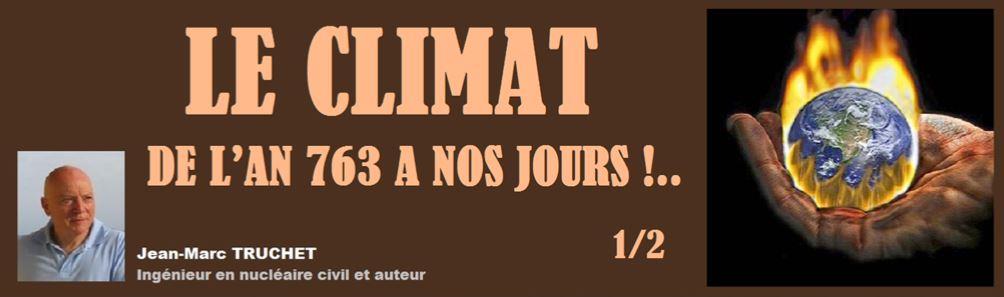 LE CLIMAT
DE L'AN 763 A NOS JOURS !..
1/2
Jean-Marc TRUCHET
Ingénieur en nucléaire civil et auteur